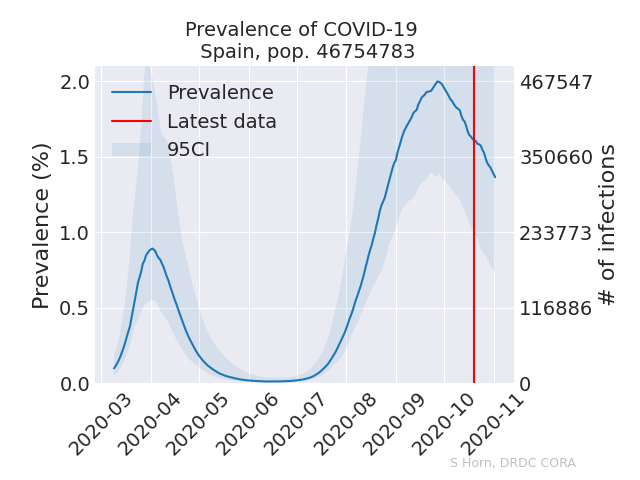 Prevalence of COVID-19
Spain, pop. 46754783
Prevalence (%)
2.0
1.5
1.0
0.5
0.0
Prevalence
Latest data
95CI
467547
350660
233773
116886
0
# of infections
2020-03
2020-04
2020-05
2020-06
2020-07
2020-08
2020-09
2020-10
2020-11
S Horn, DRDC CORA